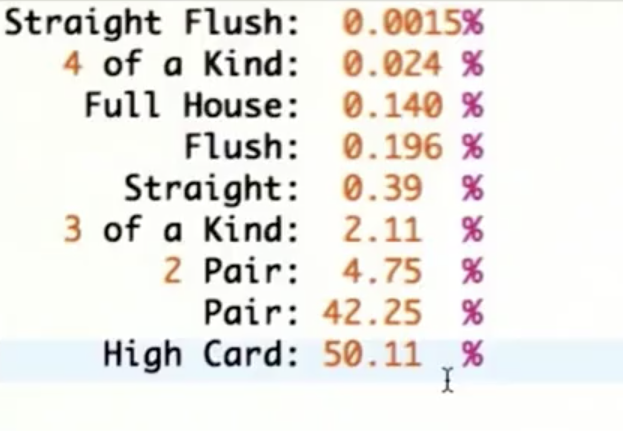 Straight Flush: 0.0015%
4 of a Kind: 0.024 %
Full House: 0.140 %
Flush: 0.196 %
Straight: 0.39 %
3 of a Kind: 2.11 %
2 Pair: 4.75 %
Pair: 42.25 %
High Card: 50.11 %